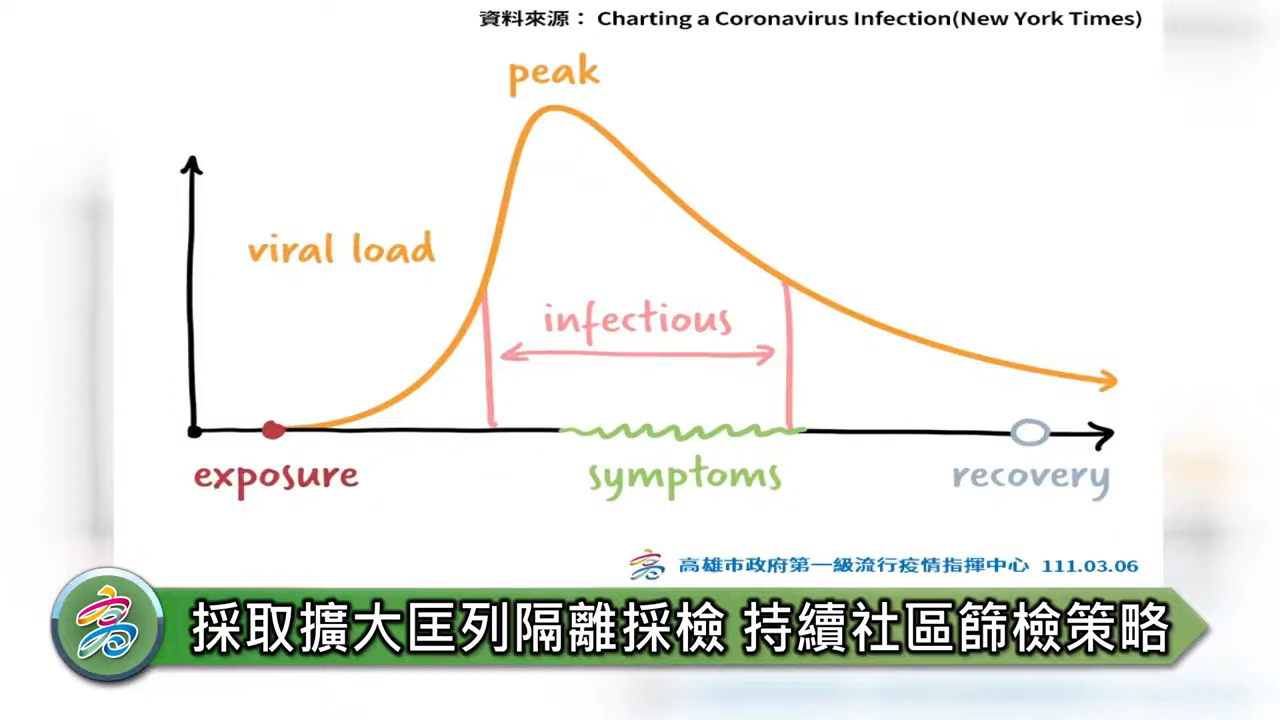 資料來源： Charting a Coronavirus Infection(New York Times)
peak
viral load
infectious
exposure
symptoms
recovery
高雄市政府第一級流行疫情指揮中心 111.03.06
採取擴大匡列隔離採檢 持續社區篩檢策略